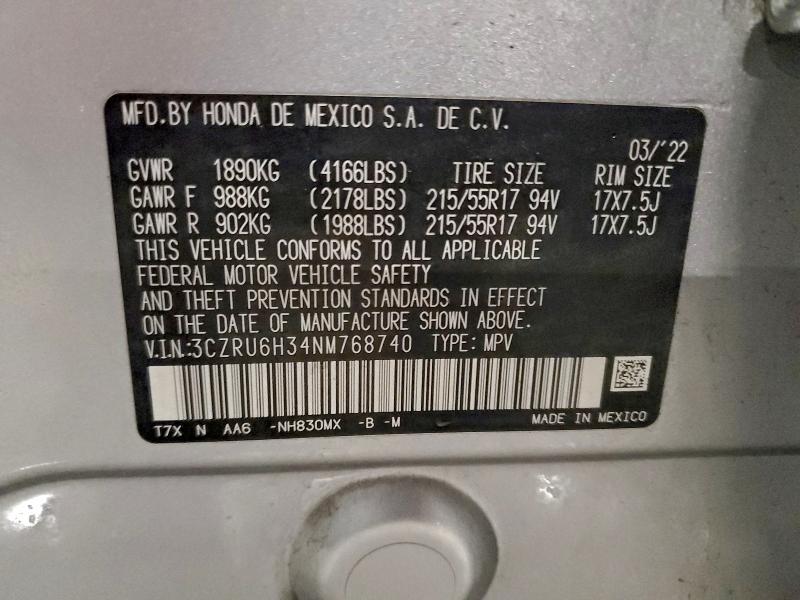 MFD.BY HONDA DE MEXICO S.A. DE C.V.
03/'22
GVWR 1890KG (4166LBS) TIRE SIZE RIM SIZE
GAWR F 988KG (2178LBS) 215/55R17 94V 17X7.5J
GAWR R 902KG (1988LBS) 215/55R17 94V 17X7.5J
THIS VEHICLE CONFORMS TO ALL APPLICABLE
FEDERAL MOTOR VEHICLE SAFETY
AND THEFT PREVENTION STANDARDS IN EFFECT
ON THE DATE OF MANUFACTURE SHOWN ABOVE.
V.I.N:3CZRU6H34NM768740 TYPE: MPV
T7X N AA6 -NH830MX -B -M MADE IN MEXICO